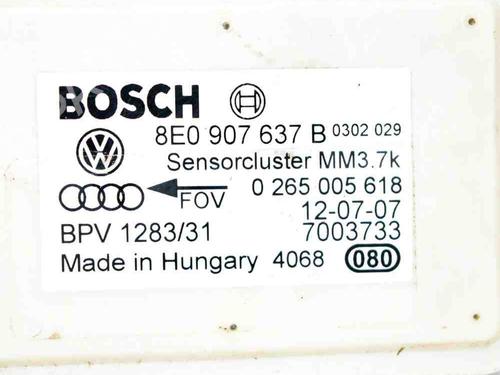 BOSCH
8E0 907 637 B 0302 029
Sensorcluster MM3.7k
FOV 0 265 005 618
12-07-07
BPV 1283/31 7003733
Made in Hungary 4068 080